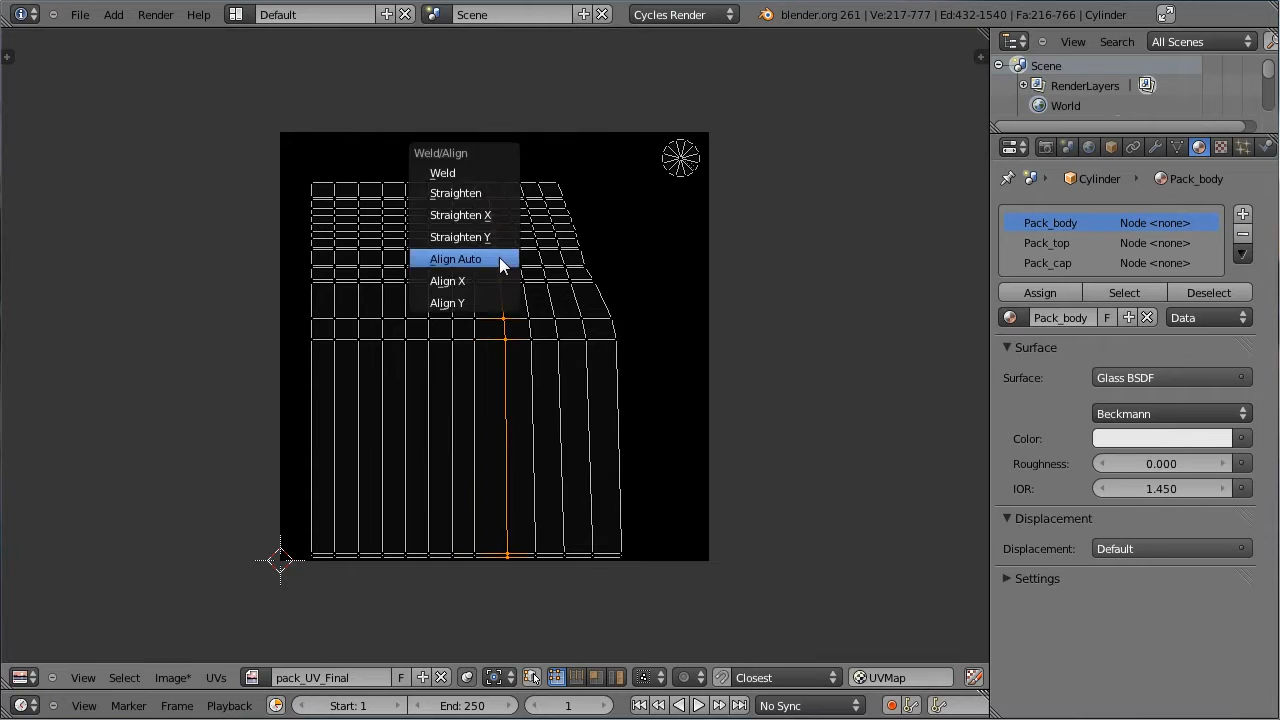 File Add Render Help Default Scene Cycles Render blender.org 261 | Ve:217-777 | Ed:432-1540 | Fa:216-766 | Cylinder
View Search All Scenes
Scene
RenderLayers
World
Cylinder Pack_body
Pack_body Node <none>
Pack_top Node <none>
Pack_cap Node <none>
Assign Select Deselect
Pack_body F Data
Surface
Surface: Glass BSDF
Beckmann
Color:
Roughness: 0.000
IOR: 1.450
Displacement
Displacement: Default
Settings
Weld/Align
Weld
Straighten
Straighten X
Straighten Y
Align Auto
Align X
Align Y
View Select Image* UVs pack_UV_Final F Closest UVMap
View Marker Frame Playback Start: 1 End: 250 1 No Sync